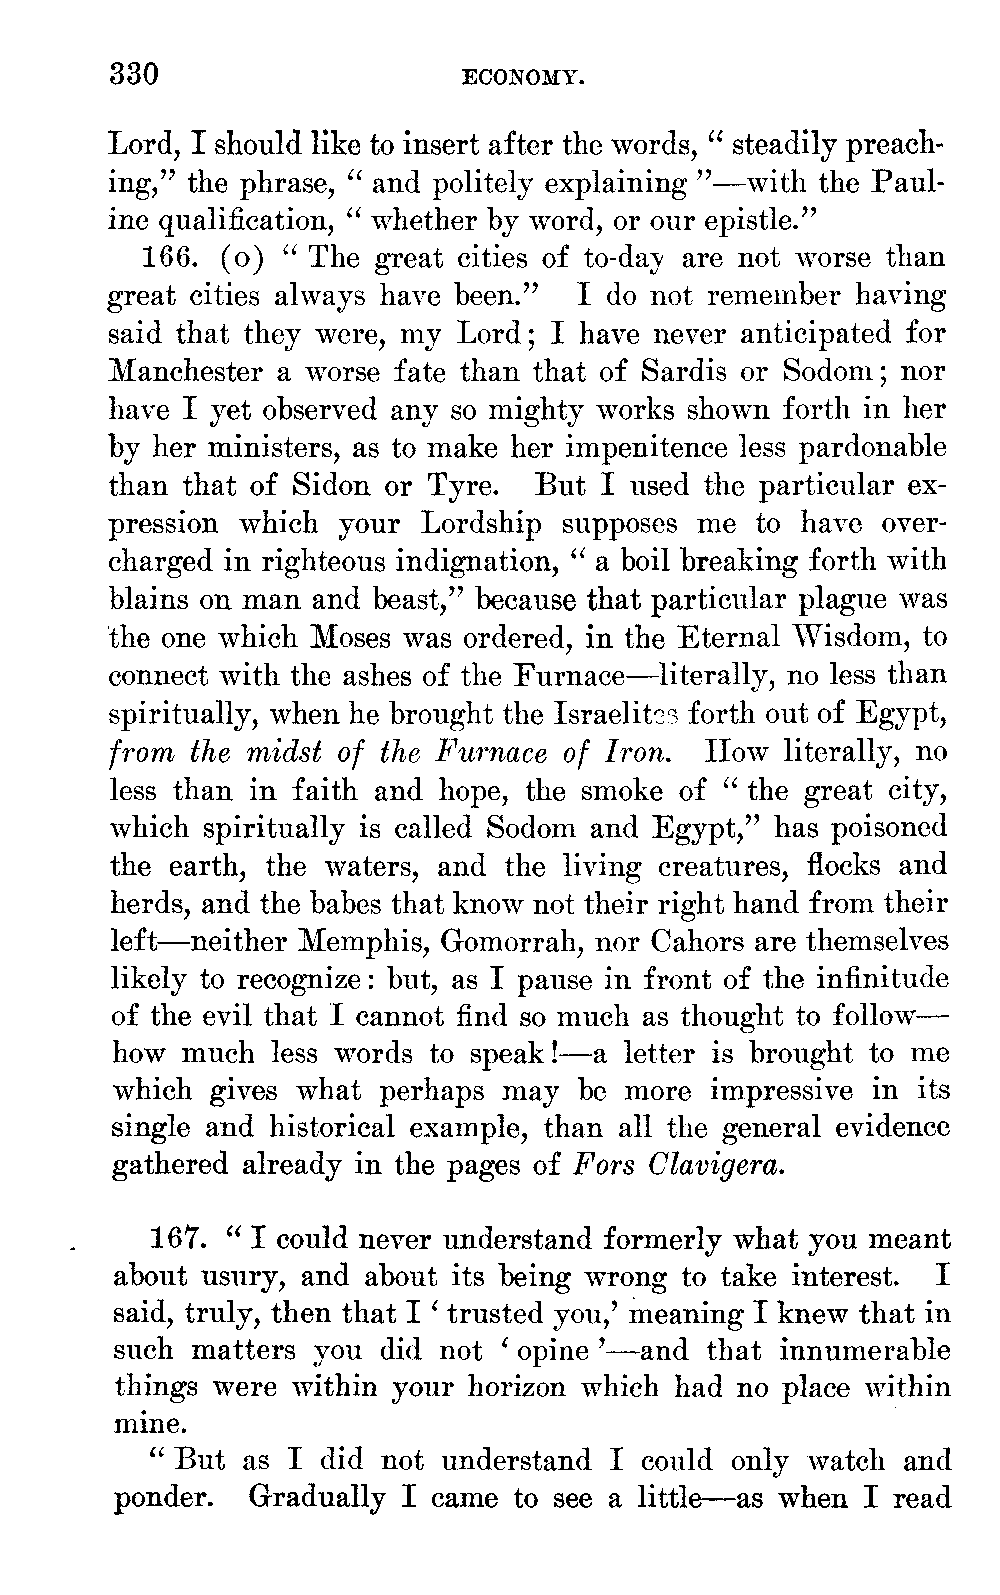 330 ECONOMY.
Lord, I should like to insert after the words, “ steadily preach-
ing,” the phrase, “ and politely explaining ”—with the Paul-
ine qualification, “ whether by word, or our epistle.”
166. (o) “ The great cities of to-day are not worse than
great cities always have been.” I do not remember having
said that they were, my Lord; I have never anticipated for
Manchester a worse fate than that of Sardis or Sodom; nor
have I yet observed any so mighty works shown forth in her
by her ministers, as to make her impenitence less pardonable
than that of Sidon or Tyre. But I used the particular ex-
pression which your Lordship supposes me to have over-
charged in righteous indignation, “ a boil breaking forth with
blains on man and beast,” because that particular plague was
the one which Moses was ordered, in the Eternal Wisdom, to
connect with the ashes of the Furnace—literally, no less than
spiritually, when he brought the Israelites forth out of Egypt,
from the midst of the Furnace of Iron. How literally, no
less than in faith and hope, the smoke of “ the great city,
which spiritually is called Sodom and Egypt,” has poisoned
the earth, the waters, and the living creatures, flocks and
herds, and the babes that know not their right hand from their
left—neither Memphis, Gomorrah, nor Cahors are themselves
likely to recognize: but, as I pause in front of the infinitude
of the evil that I cannot find so much as thought to follow—
how much less words to speak!—a letter is brought to me
which gives what perhaps may be more impressive in its
single and historical example, than all the general evidence
gathered already in the pages of Fors Clavigera.
167. “ I could never understand formerly what you meant
about usury, and about its being wrong to take interest. I
said, truly, then that I ‘ trusted you,’ meaning I knew that in
such matters you did not ‘ opine ’—and that innumerable
things were within your horizon which had no place within
mine.
“ But as I did not understand I could only watch and
ponder. Gradually I came to see a little—as when I read